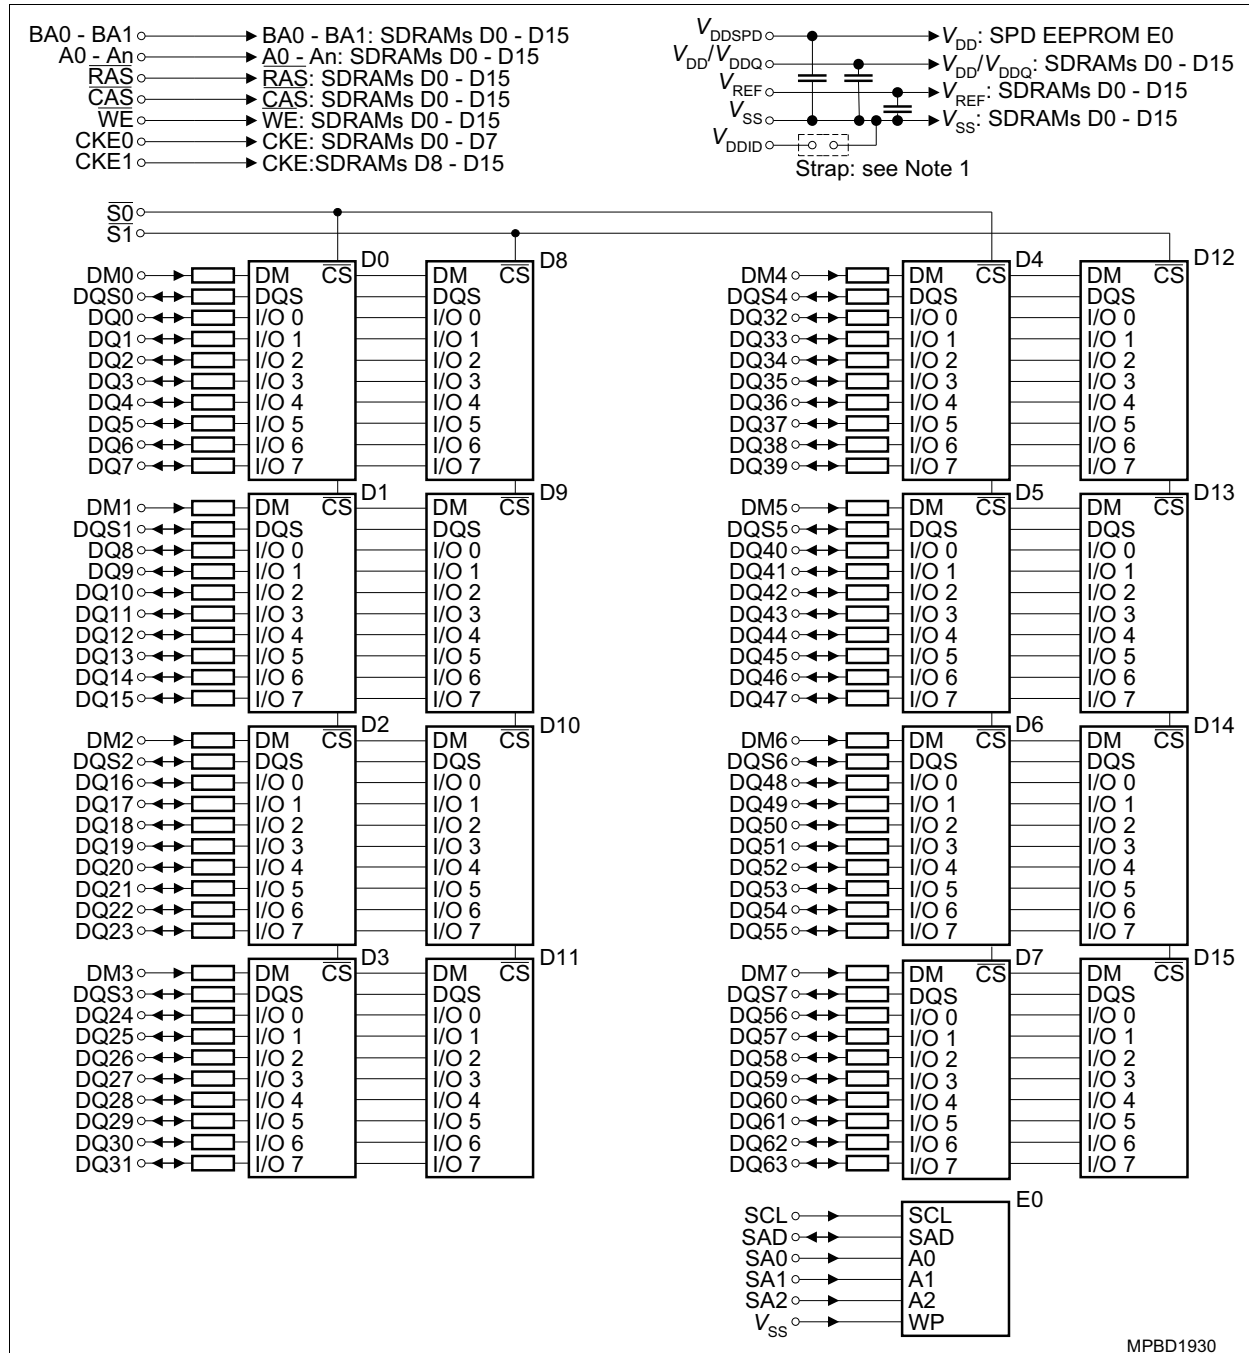 BA0 - BA1 BA0 - BA1: SDRAMs D0 - D15
A0 - An A0 - An: SDRAMs D0 - D15
RAS RAS: SDRAMs D0 - D15
CAS CAS: SDRAMs D0 - D15
WE WE: SDRAMs D0 - D15
CKE0 CKE: SDRAMs D0 - D7
CKE1 CKE:SDRAMs D8 - D15
VDDSPD VDD: SPD EEPROM E0
VDD/VDDQ VDD/VDDQ: SDRAMs D0 - D15
VREF VREF: SDRAMs D0 - D15
VSS VSS: SDRAMs D0 - D15
VDDID
Strap: see Note 1
S0
S1
D0 D8 D4 D12
DM0 DM CS DM CS DM4 DM CS DM CS
DQS0 DQS DQS DQS4 DQS DQS
DQ0 I/O 0 I/O 0 DQ32 I/O 0 I/O 0
DQ1 I/O 1 I/O 1 DQ33 I/O 1 I/O 1
DQ2 I/O 2 I/O 2 DQ34 I/O 2 I/O 2
DQ3 I/O 3 I/O 3 DQ35 I/O 3 I/O 3
DQ4 I/O 4 I/O 4 DQ36 I/O 4 I/O 4
DQ5 I/O 5 I/O 5 DQ37 I/O 5 I/O 5
DQ6 I/O 6 I/O 6 DQ38 I/O 6 I/O 6
DQ7 I/O 7 I/O 7 DQ39 I/O 7 I/O 7
D1 D9 D5 D13
DM1 DM CS DM CS DM5 DM CS DM CS
DQS1 DQS DQS DQS5 DQS DQS
DQ8 I/O 0 I/O 0 DQ40 I/O 0 I/O 0
DQ9 I/O 1 I/O 1 DQ41 I/O 1 I/O 1
DQ10 I/O 2 I/O 2 DQ42 I/O 2 I/O 2
DQ11 I/O 3 I/O 3 DQ43 I/O 3 I/O 3
DQ12 I/O 4 I/O 4 DQ44 I/O 4 I/O 4
DQ13 I/O 5 I/O 5 DQ45 I/O 5 I/O 5
DQ14 I/O 6 I/O 6 DQ46 I/O 6 I/O 6
DQ15 I/O 7 I/O 7 DQ47 I/O 7 I/O 7
D2 D10 D6 D14
DM2 DM CS DM CS DM6 DM CS DM CS
DQS2 DQS DQS DQS6 DQS DQS
DQ16 I/O 0 I/O 0 DQ48 I/O 0 I/O 0
DQ17 I/O 1 I/O 1 DQ49 I/O 1 I/O 1
DQ18 I/O 2 I/O 2 DQ50 I/O 2 I/O 2
DQ19 I/O 3 I/O 3 DQ51 I/O 3 I/O 3
DQ20 I/O 4 I/O 4 DQ52 I/O 4 I/O 4
DQ21 I/O 5 I/O 5 DQ53 I/O 5 I/O 5
DQ22 I/O 6 I/O 6 DQ54 I/O 6 I/O 6
DQ23 I/O 7 I/O 7 DQ55 I/O 7 I/O 7
D3 D11 D7 D15
DM3 DM CS DM CS DM7 DM CS DM CS
DQS3 DQS DQS DQS7 DQS DQS
DQ24 I/O 0 I/O 0 DQ56 I/O 0 I/O 0
DQ25 I/O 1 I/O 1 DQ57 I/O 1 I/O 1
DQ26 I/O 2 I/O 2 DQ58 I/O 2 I/O 2
DQ27 I/O 3 I/O 3 DQ59 I/O 3 I/O 3
DQ28 I/O 4 I/O 4 DQ60 I/O 4 I/O 4
DQ29 I/O 5 I/O 5 DQ61 I/O 5 I/O 5
DQ30 I/O 6 I/O 6 DQ62 I/O 6 I/O 6
DQ31 I/O 7 I/O 7 DQ63 I/O 7 I/O 7
E0
SCL SCL
SAD SAD
SA0 A0
SA1 A1
SA2 A2
VSS WP
MPBD1930